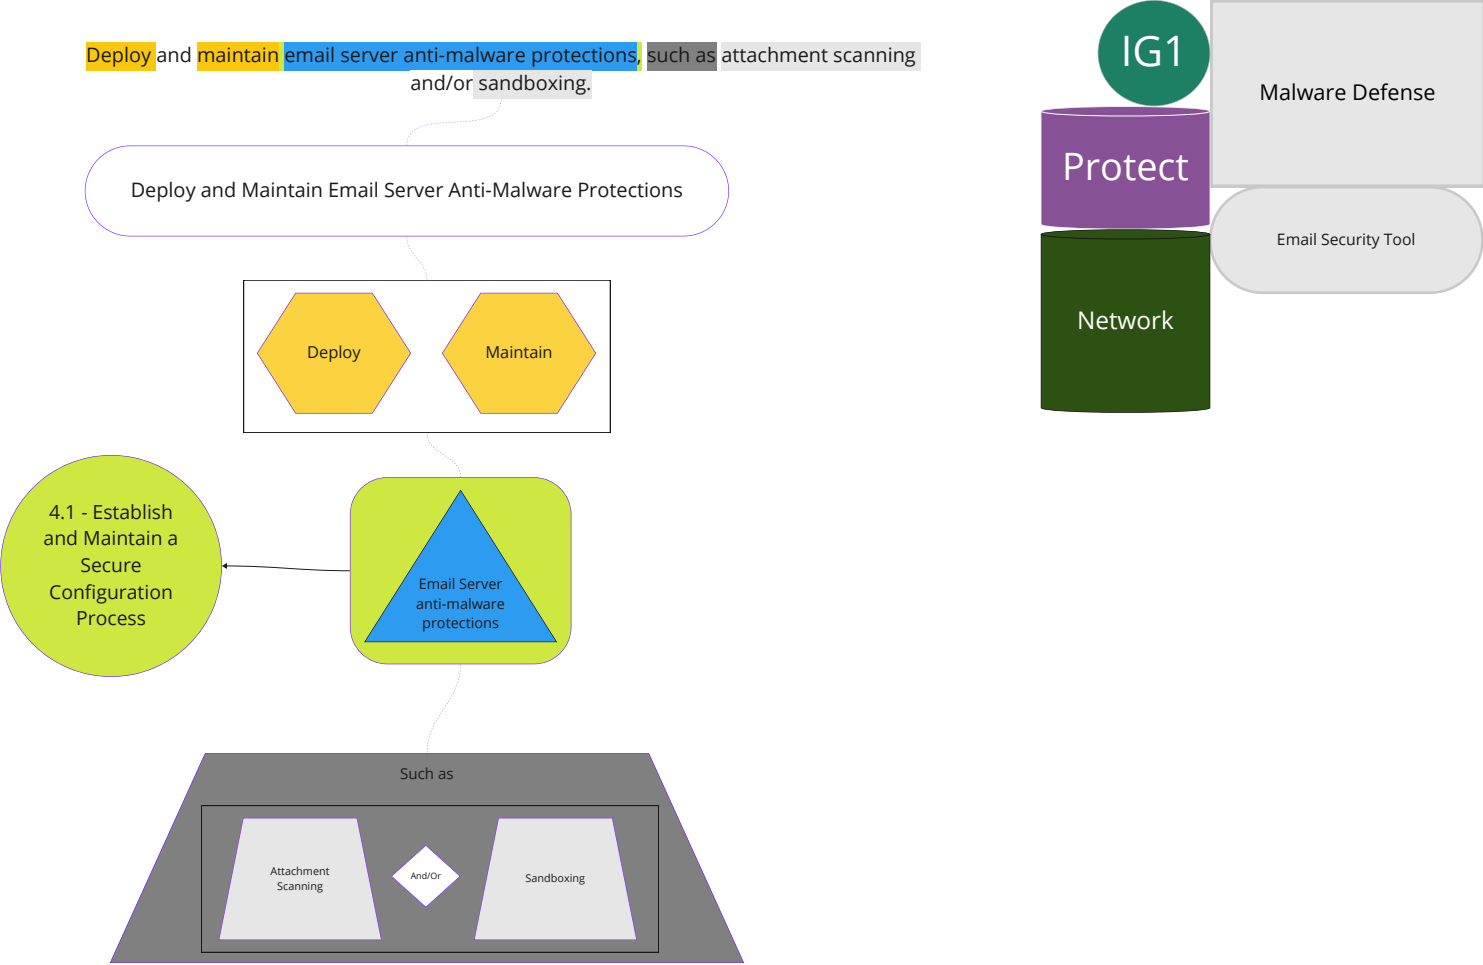 Deploy and maintain email server anti-malware protections, such as attachment scanning
and/or sandboxing.
IG1
Malware Defense
Protect
Deploy and Maintain Email Server Anti-Malware Protections
Email Security Tool
Network
Deploy
Maintain
4.1 - Establish
and Maintain a
Secure
Configuration
Process
Email Server
anti-malware
protections
Such as
Attachment
Scanning
And/Or
Sandboxing